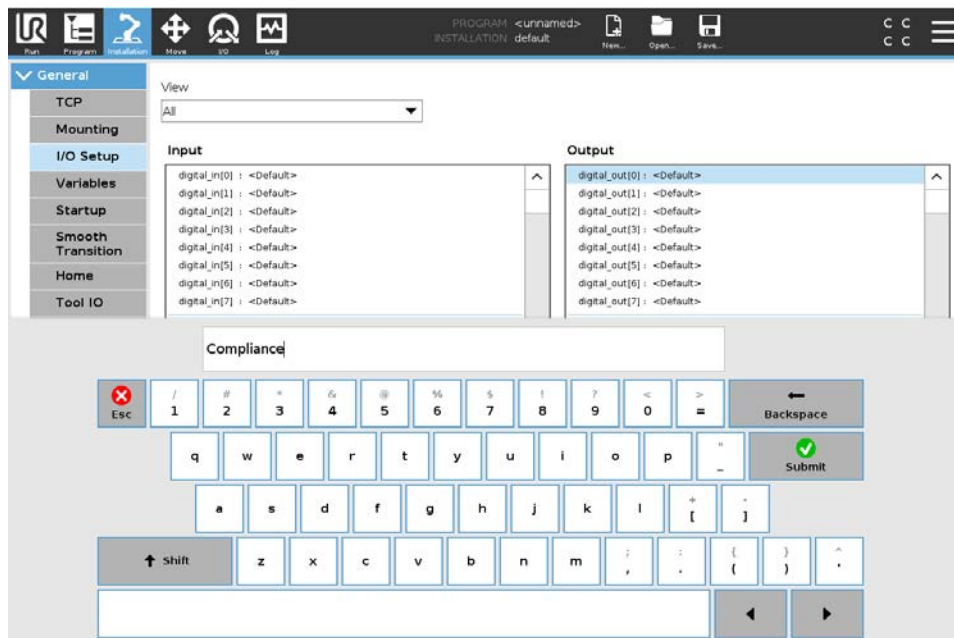 UR
PROGRAM <unnamed>
INSTALLATION default
C C
C C
Run Program Installation Move I/O Log New... Open... Save...
General
TCP
Mounting
I/O Setup
Variables
Startup
Smooth
Transition
Home
Tool IO
View
All
Input
digital_in[0] : <Default>
digital_in[1] : <Default>
digital_in[2] : <Default>
digital_in[3] : <Default>
digital_in[4] : <Default>
digital_in[5] : <Default>
digital_in[6] : <Default>
digital_in[7] : <Default>
Output
digital_out[0] : <Default>
digital_out[1] : <Default>
digital_out[2] : <Default>
digital_out[3] : <Default>
digital_out[4] : <Default>
digital_out[5] : <Default>
digital_out[6] : <Default>
digital_out[7] : <Default>
Compliance
/ # * & @ % $ ! ? < >
Esc 1 2 3 4 5 6 7 8 9 0 = Backspace
"
q w e r t y u i o p _ Submit
+ -
a s d f g h j k l [ ]
; : { } ^
Shift z x c v b n m , . ( ) '